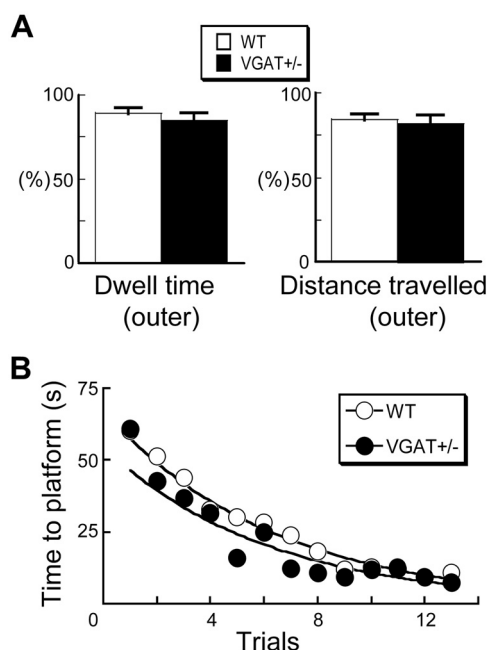 A
WT
VGAT+/-
100
(%) 50
0
Dwell time
(outer)
100
(%) 50
0
Distance travelled
(outer)
B
Time to platform (s)
75
50
25
WT
VGAT+/-
0 4 8 12
Trials